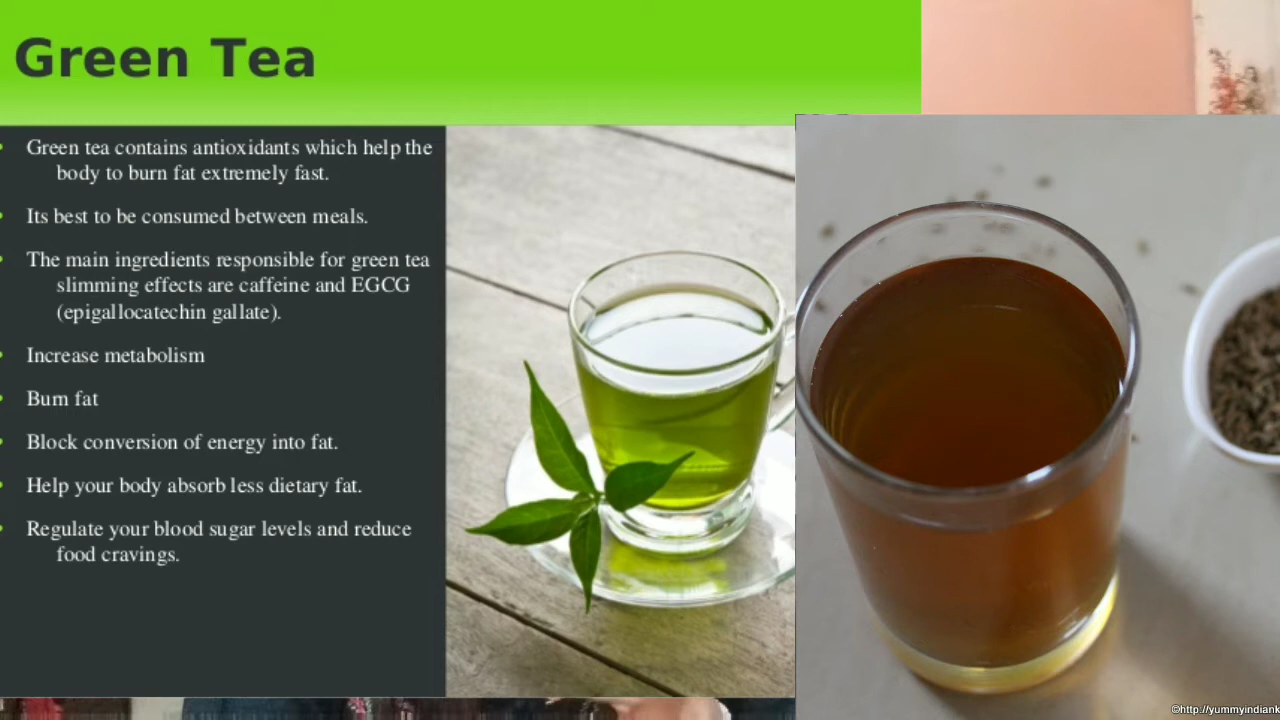 Green Tea
Green tea contains antioxidants which help the
body to burn fat extremely fast.
Its best to be consumed between meals.
The main ingredients responsible for green tea
slimming effects are caffeine and EGCG
(epigallocatechin gallate).
Increase metabolism
Burn fat
Block conversion of energy into fat.
Help your body absorb less dietary fat.
Regulate your blood sugar levels and reduce
food cravings.
©http://yummyindiank